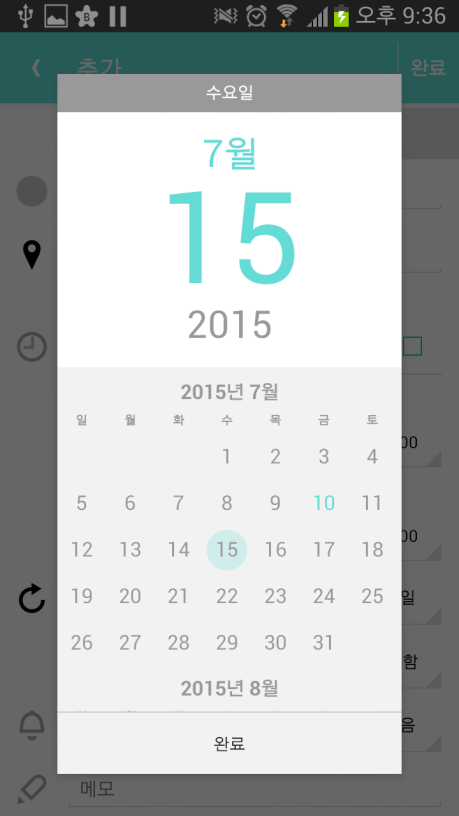 오후 9:36
추가
완료
수요일
7월
15
2015
2015년 7월
일 월 화 수 목 금 토
1 2 3 4
5 6 7 8 9 10 11
12 13 14 15 16 17 18
19 20 21 22 23 24 25
26 27 28 29 30 31
2015년 8월
00
00
일
함
음
완료
메모